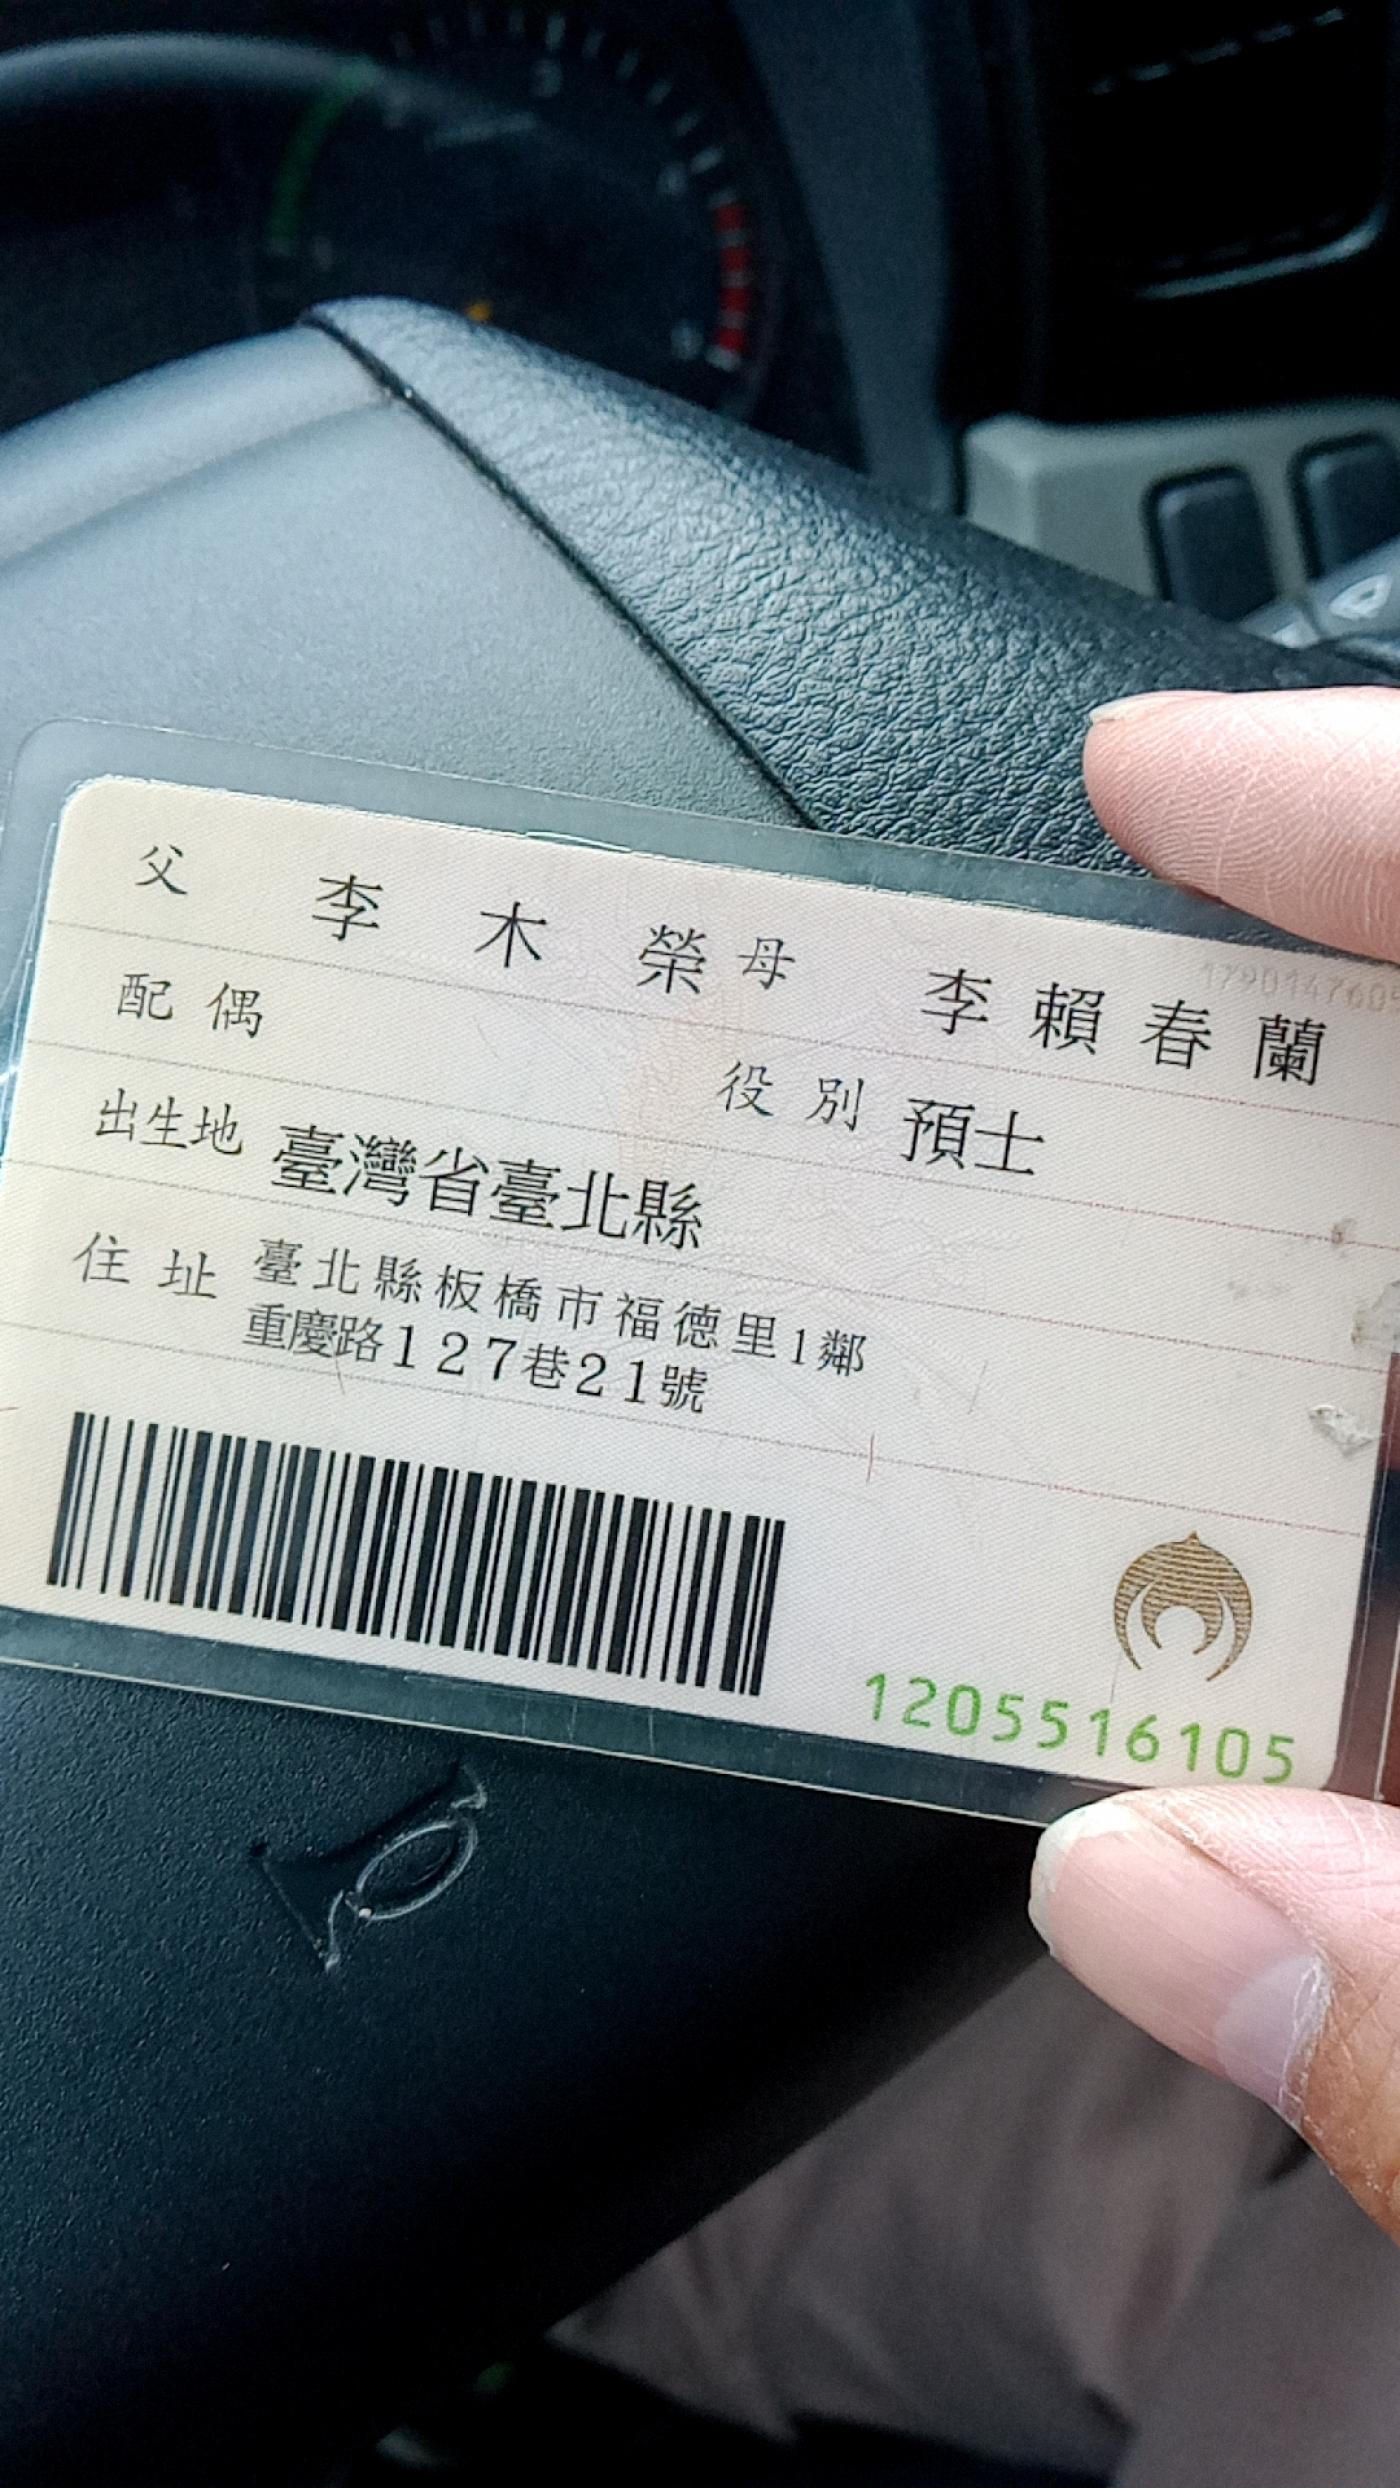 父 李木榮 母 李賴春蘭
配偶 役別 預士
出生地 臺灣省臺北縣
住址 臺北縣板橋市福德里1鄰
重慶路127巷21號
1205516105